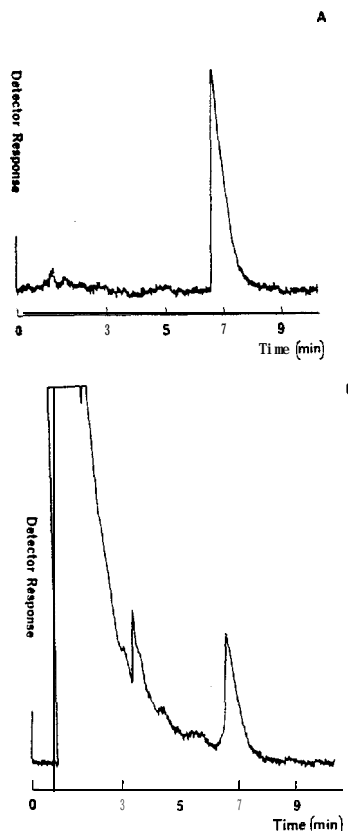 A
Detector Response
0 3 5 7 9
Time (min)
Detector Response
0 3 5 7 9
Time (min)